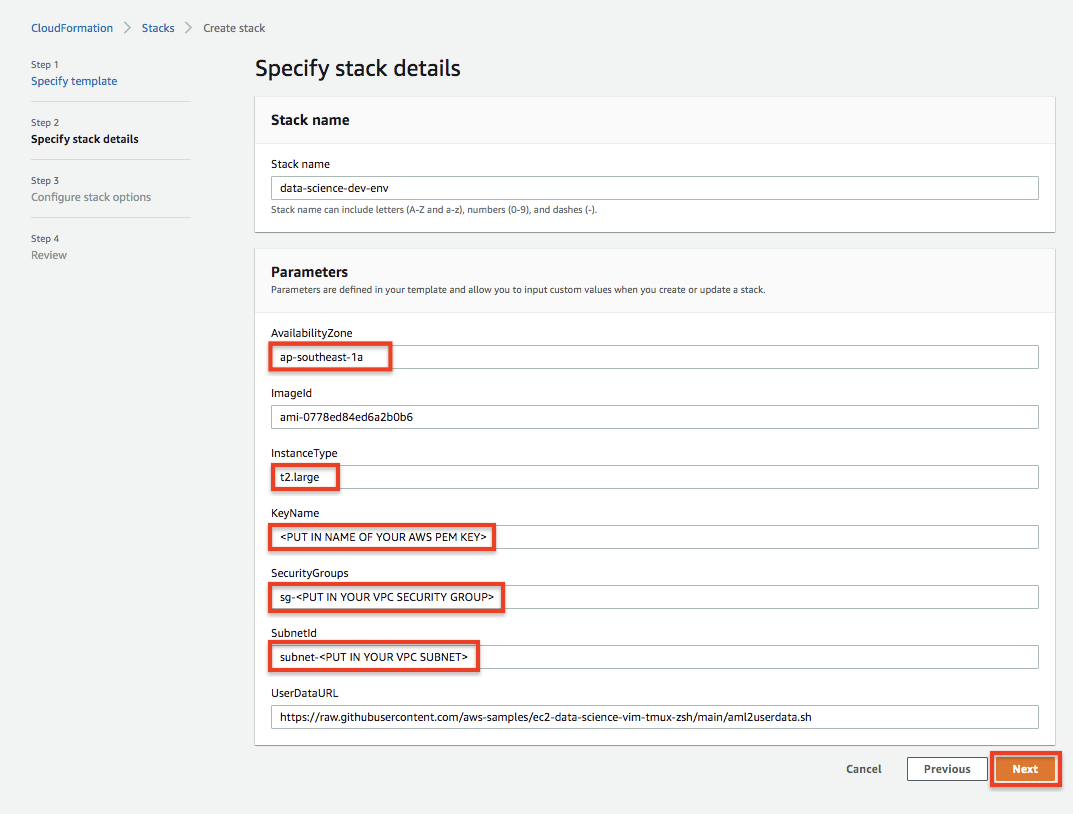 CloudFormation > Stacks > Create stack
Step 1
Specify template
Step 2
Specify stack details
Step 3
Configure stack options
Step 4
Review
Specify stack details
Stack name
Stack name
data-science-dev-env
Stack name can include letters (A-Z and a-z), numbers (0-9), and dashes (-).
Parameters
Parameters are defined in your template and allow you to input custom values when you create or update a stack.
AvailabilityZone
ap-southeast-1a
ImageId
ami-0778ed84ed6a2b0b6
InstanceType
t2.large
KeyName
<PUT IN NAME OF YOUR AWS PEM KEY>
SecurityGroups
sg-<PUT IN YOUR VPC SECURITY GROUP>
SubnetId
subnet-<PUT IN YOUR VPC SUBNET>
UserDataURL
https://raw.githubusercontent.com/aws-samples/ec2-data-science-vim-tmux-zsh/main/aml2userdata.sh
Cancel Previous Next